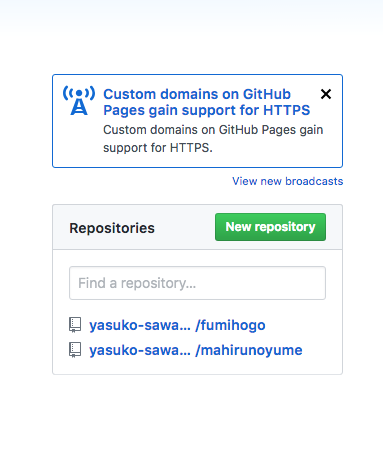 Custom domains on GitHub
Pages gain support for HTTPS
Custom domains on GitHub Pages gain
support for HTTPS.
View new broadcasts
Repositories
New repository
Find a repository...
yasuko-sawa... /fumihogo
yasuko-sawa... /mahirunoyume